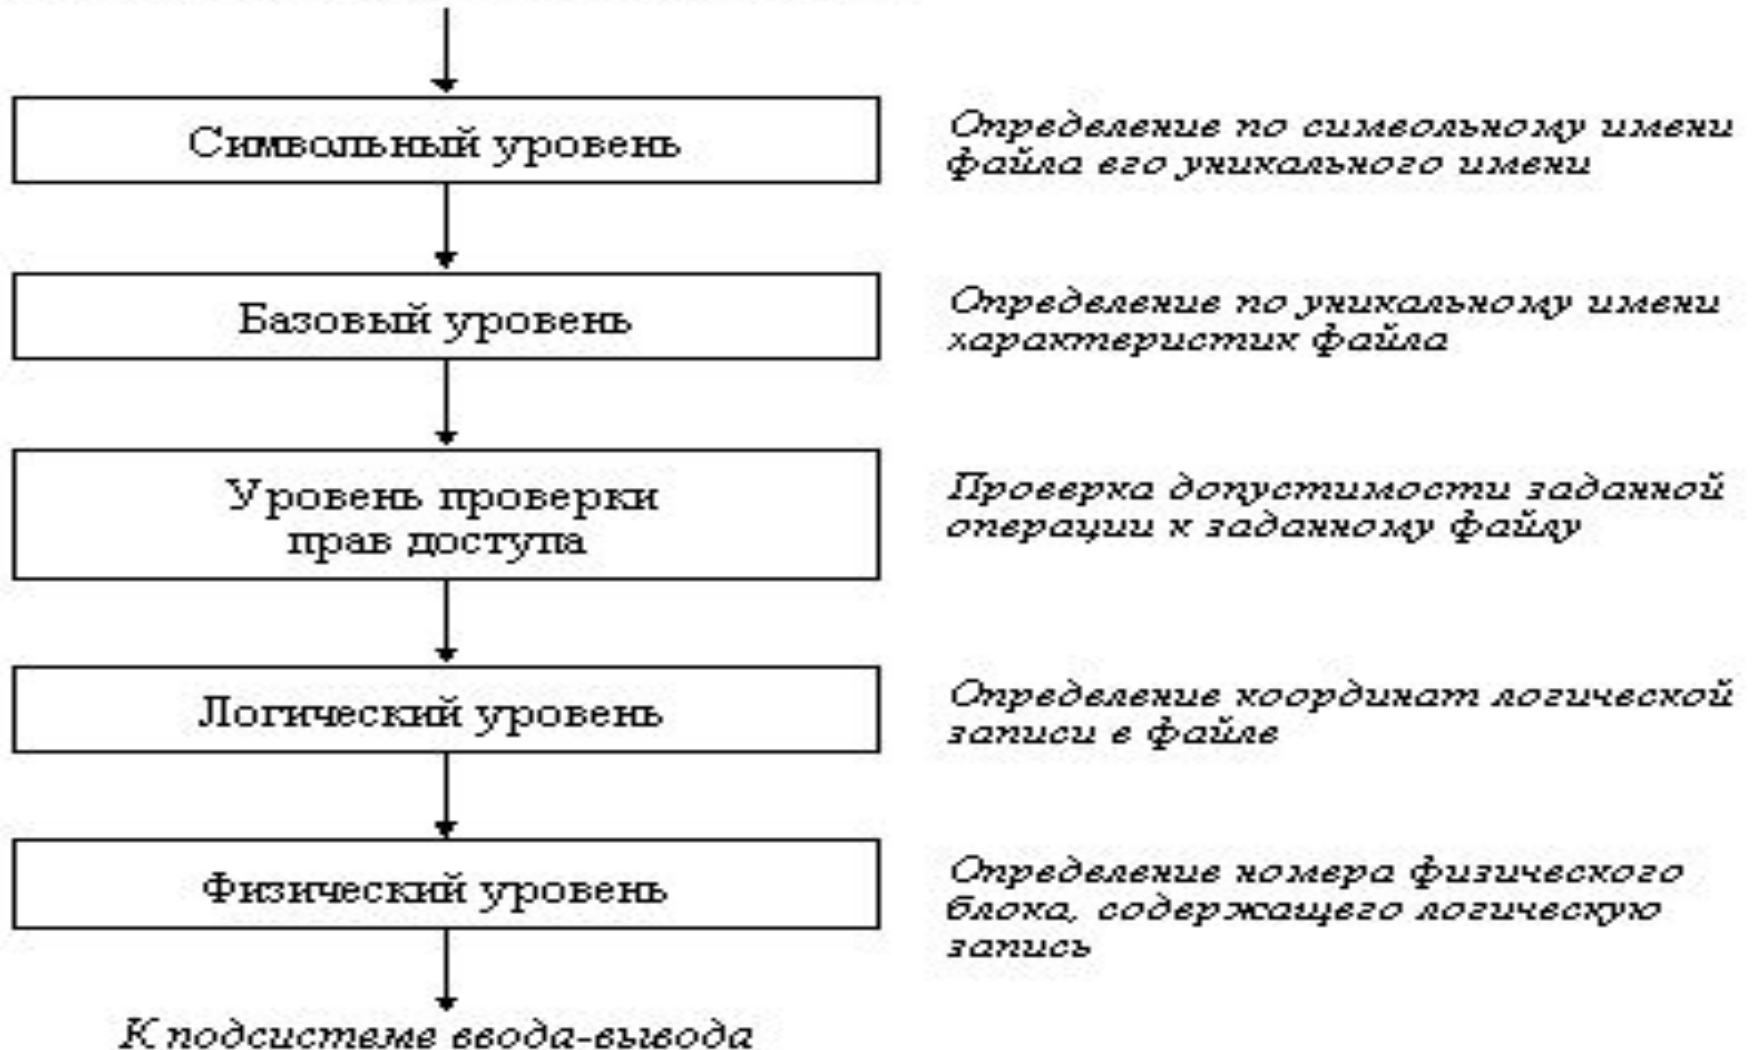 Символьный уровень
Определение по символьному имени
файла его уникального имени
Базовый уровень
Определение по уникальному имени
характеристик файла
Уровень проверки
прав доступа
Проверка допустимости заданной
операции к заданному файлу
Логический уровень
Определение координат логической
записи в файле
Физический уровень
Определение номера физического
блока, содержащего логическую
запись
К подсистеме ввода-вывода